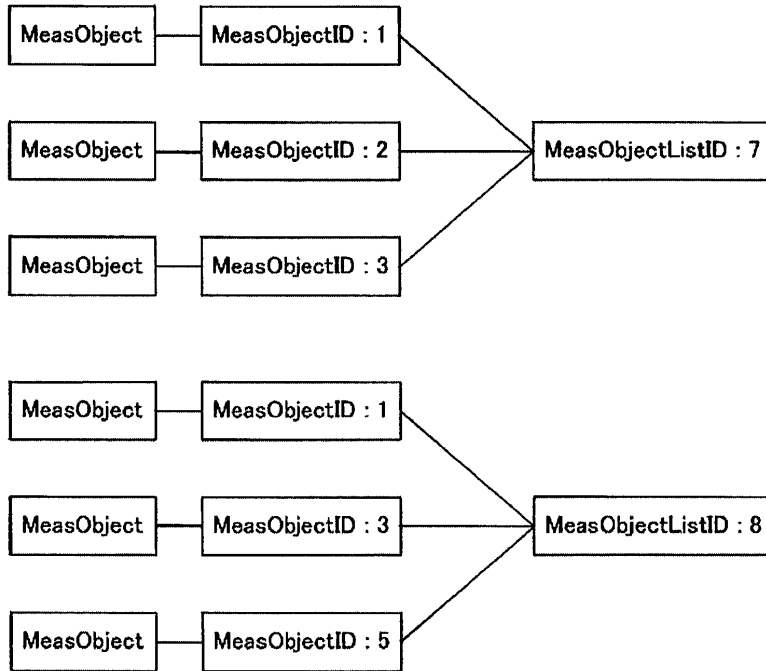 MeasObject
MeasObjectID : 1
MeasObject
MeasObjectID : 2
MeasObjectListID : 7
MeasObject
MeasObjectID : 3
MeasObject
MeasObjectID : 1
MeasObject
MeasObjectID : 3
MeasObjectListID : 8
MeasObject
MeasObjectID : 5